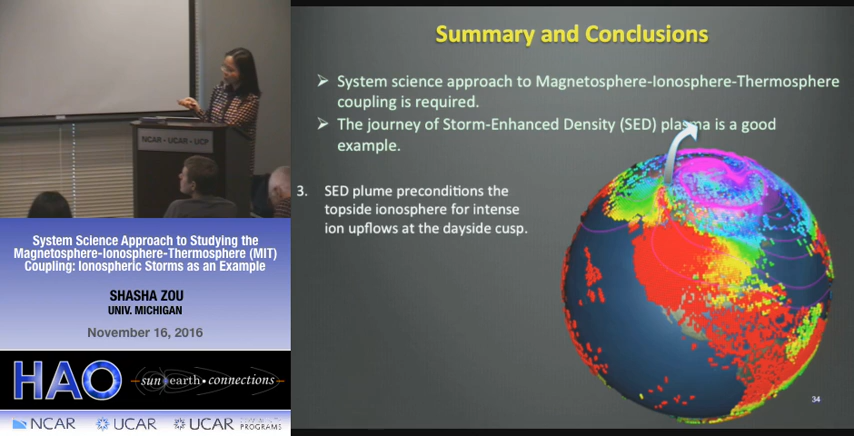 Summary and Conclusions
System science approach to Magnetosphere-Ionosphere-Thermosphere
coupling is required.
The journey of Storm-Enhanced Density (SED) plasma is a good
example.
3. SED plume preconditions the
topside ionosphere for intense
ion upflows at the dayside cusp.
34
NCAR • UCAR • UCP
System Science Approach to Studying the
Magnetosphere-Ionosphere-Thermosphere (MIT)
Coupling: Ionospheric Storms as an Example
SHASHA ZOU
UNIV. MICHIGAN
November 16, 2016
HAO
sun earth • connections
NCAR UCAR UCAR PROGRAMS